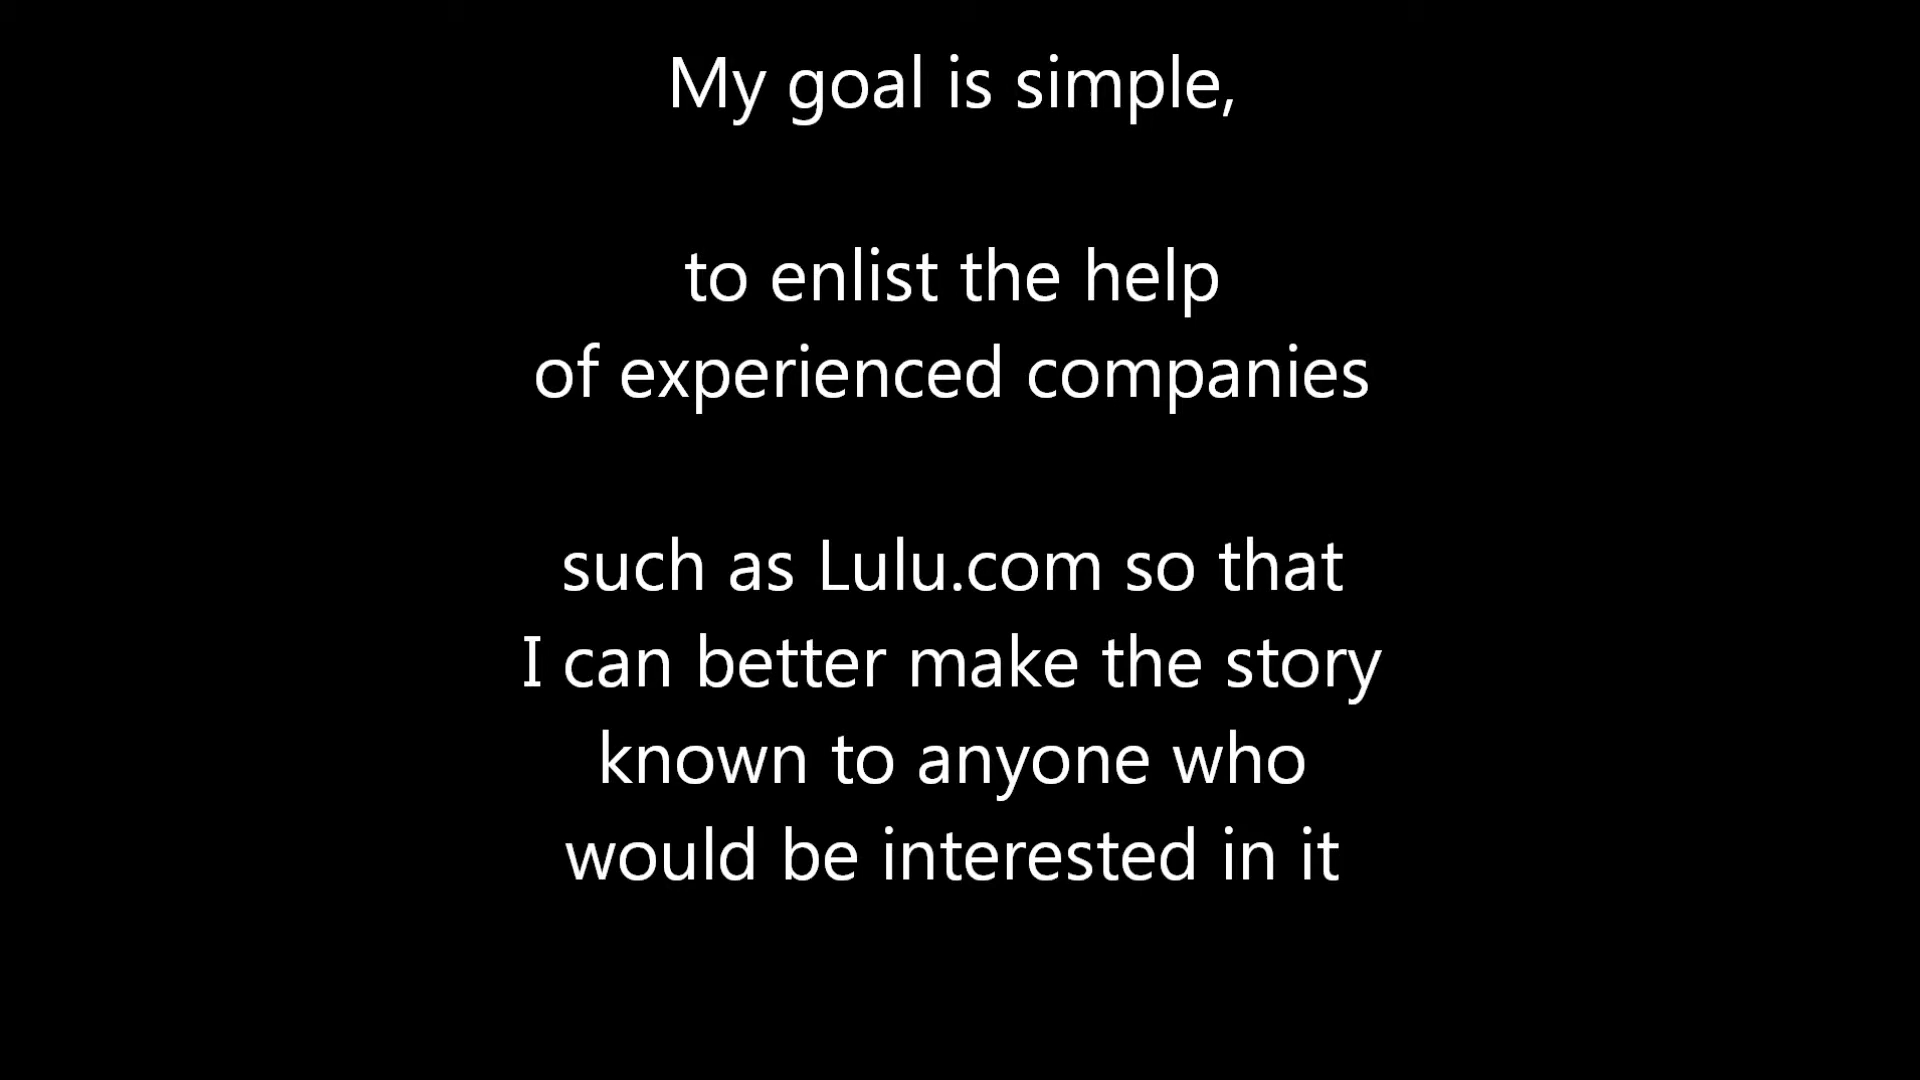 My goal is simple,
to enlist the help
of experienced companies
such as Lulu.com so that
I can better make the story
known to anyone who
would be interested in it